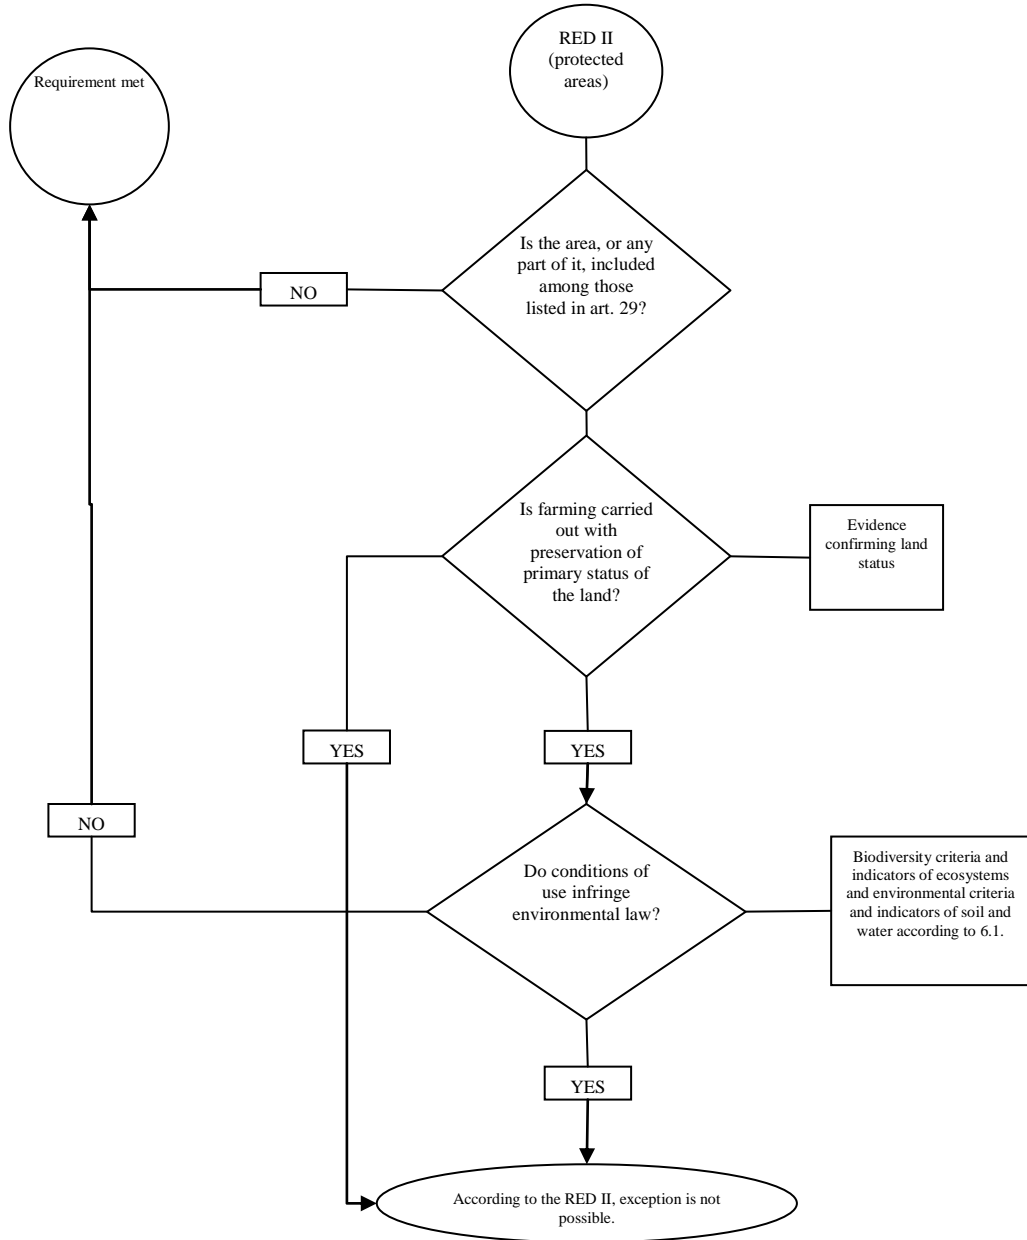 RED II
(protected
areas)
Requirement met
Is the area, or any
part of it, included
among those
listed in art. 29?
NO
Is farming carried
out with
preservation of
primary status of
the land?
Evidence
confirming land
status
YES
YES
NO
Do conditions of
use infringe
environmental law?
Biodiversity criteria and
indicators of ecosystems
and environmental criteria
and indicators of soil and
water according to 6.1.
YES
According to the RED II, exception is not
possible.